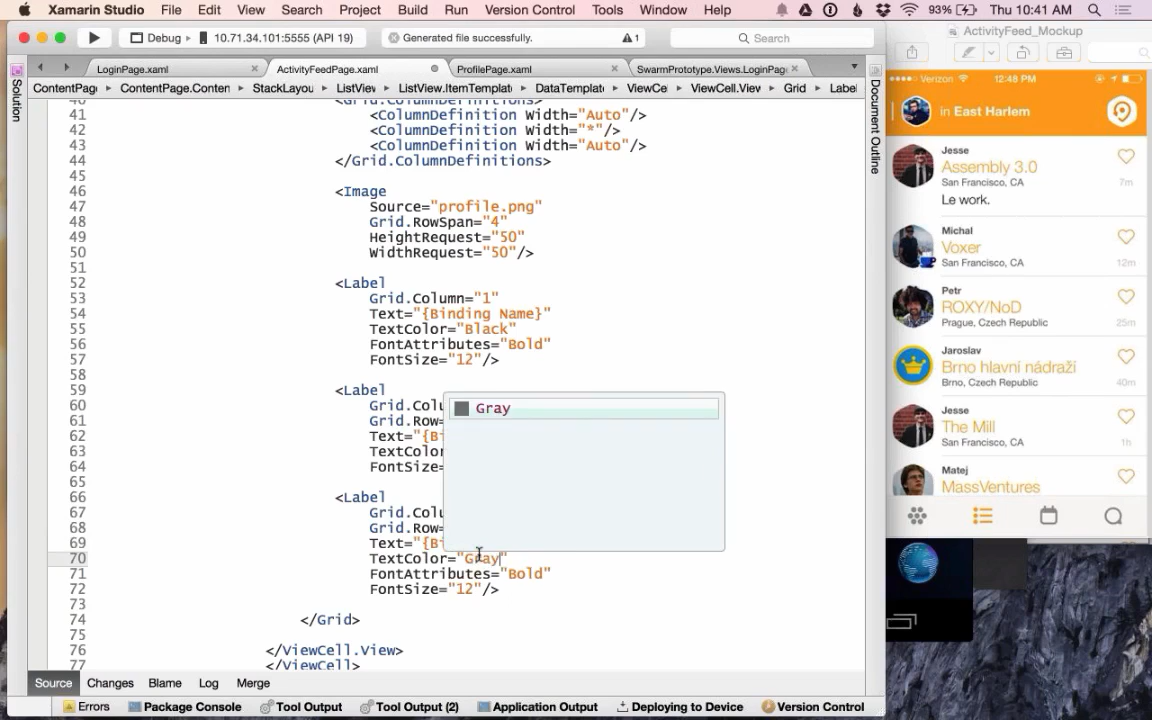 Xamarin Studio File Edit View Search Project Build Run Version Control Tools Window Help 93% Thu 10:41 AM
Debug › 10.71.34.101:5555 (API 19)
Generated file successfully. 1
Search
ActivityFeed_Mockup
LoginPage.xaml ActivityFeedPage.xaml ProfilePage.xaml SwarmPrototype.Views.LoginPage
ContentPage ContentPage.Conten StackLayou ListView ListView.ItemTemplat DataTemplat ViewCe ViewCell.View Grid Label
Solution
Document Outline
40 <Grid.ColumnDefinitions>
41 <ColumnDefinition Width="Auto"/>
42 <ColumnDefinition Width="*"/>
43 <ColumnDefinition Width="Auto"/>
44 </Grid.ColumnDefinitions>
45
46 <Image
47 Source="profile.png"
48 Grid.RowSpan="4"
49 HeightRequest="50"
50 WidthRequest="50"/>
51
52 <Label
53 Grid.Column="1"
54 Text="{Binding Name}"
55 TextColor="Black"
56 FontAttributes="Bold"
57 FontSize="12"/>
58
59 <Label
60 Grid.Colu
61 Grid.Row=
62 Text="{Bi
63 TextColor
64 FontSize=
65
66 <Label
67 Grid.Colu
68 Grid.Row=
69 Text="{Bi
70 TextColor="Gray"
71 FontAttributes="Bold"
72 FontSize="12"/>
73
74 </Grid>
75
76 </ViewCell.View>
77 </ViewCell>
Gray
Source Changes Blame Log Merge
Errors Package Console Tool Output Tool Output (2) Application Output Deploying to Device Version Control
Verizon 12:48 PM
in East Harlem
Jesse
Assembly 3.0
San Francisco, CA 7m
Le work.
Michal
Voxer
San Francisco, CA 12m
Petr
ROXY/NoD
Prague, Czech Republic 25m
Jaroslav
Brno hlavní nádraží
Brno, Czech Republic 40m
Jesse
The Mill
San Francisco, CA 1h
Matej
MassVentures